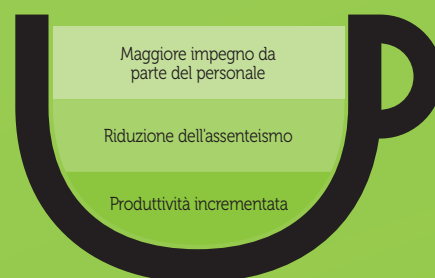 Maggiore impegno da
parte del personale
Riduzione dell'assenteismo
Produttività incrementata